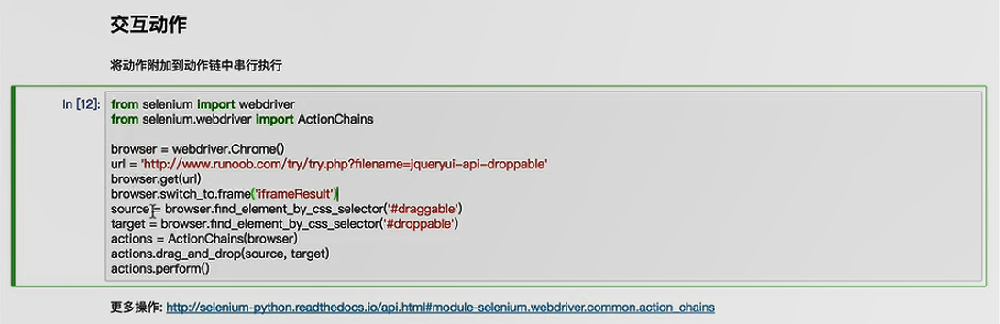 交互动作
将动作附加到动作链中串行执行
In [12]:
from selenium import webdriver
from selenium.webdriver import ActionChains
browser = webdriver.Chrome()
url = 'http://www.runoob.com/try/try.php?filename=jqueryui-api-droppable'
browser.get(url)
browser.switch_to.frame('iframeResult')
source = browser.find_element_by_css_selector('#draggable')
target = browser.find_element_by_css_selector('#droppable')
actions = ActionChains(browser)
actions.drag_and_drop(source, target)
actions.perform()
更多操作: http://selenium-python.readthedocs.io/api.html#module-selenium.webdriver.common.action_chains